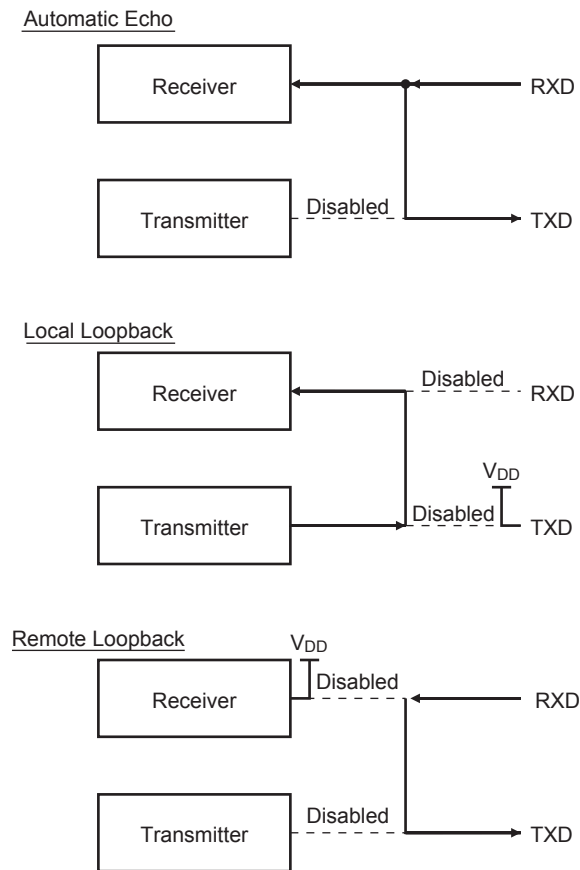 Automatic Echo
Receiver
RXD
Transmitter
Disabled
TXD
Local Loopback
Receiver
Disabled
RXD
VDD
Transmitter
Disabled
TXD
Remote Loopback
VDD
Receiver
Disabled
RXD
Transmitter
Disabled
TXD